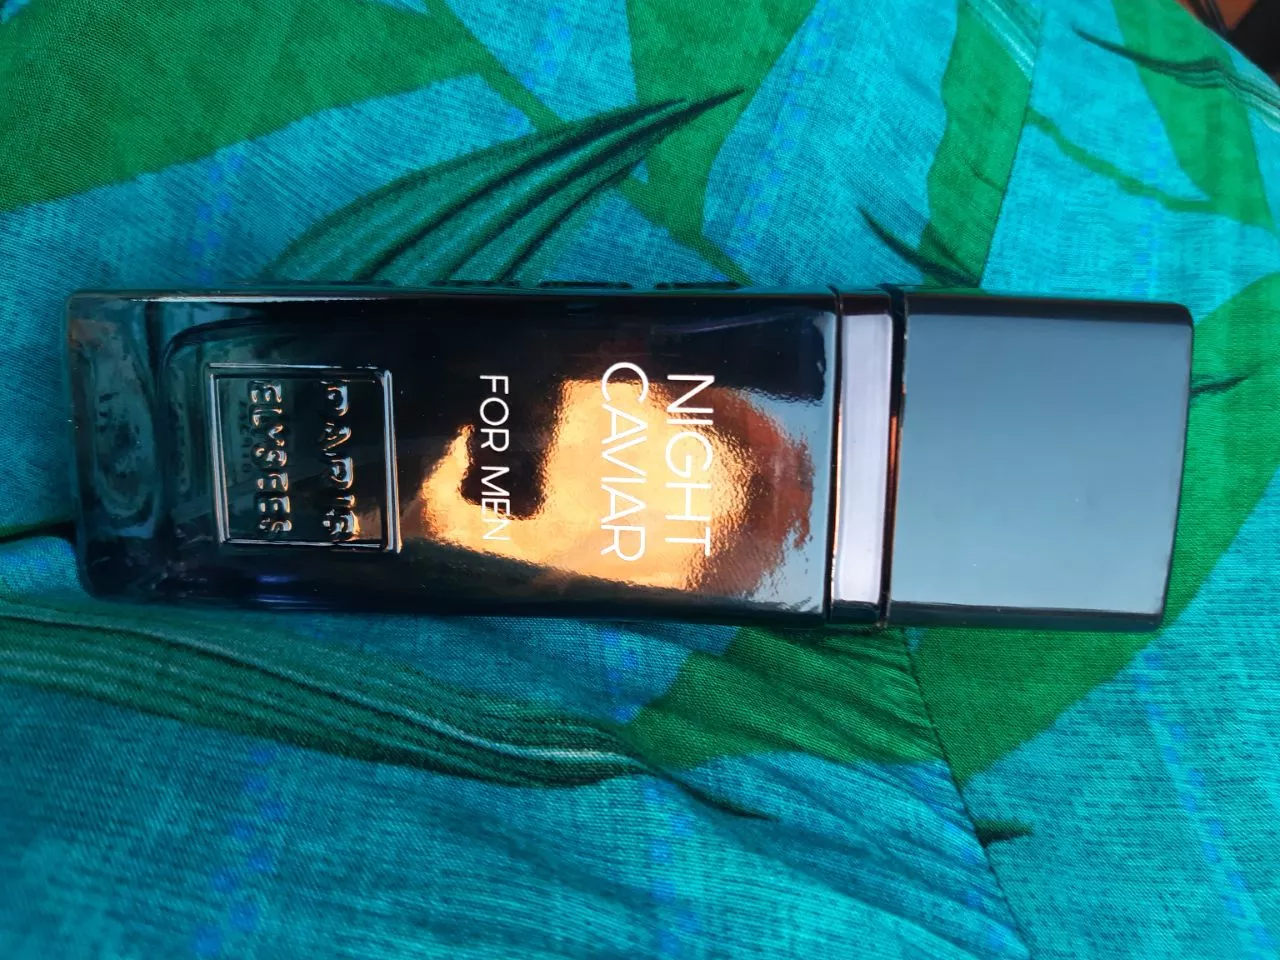 NIGHT
CAVIAR
FOR MEN
PARIS
ELYSEES